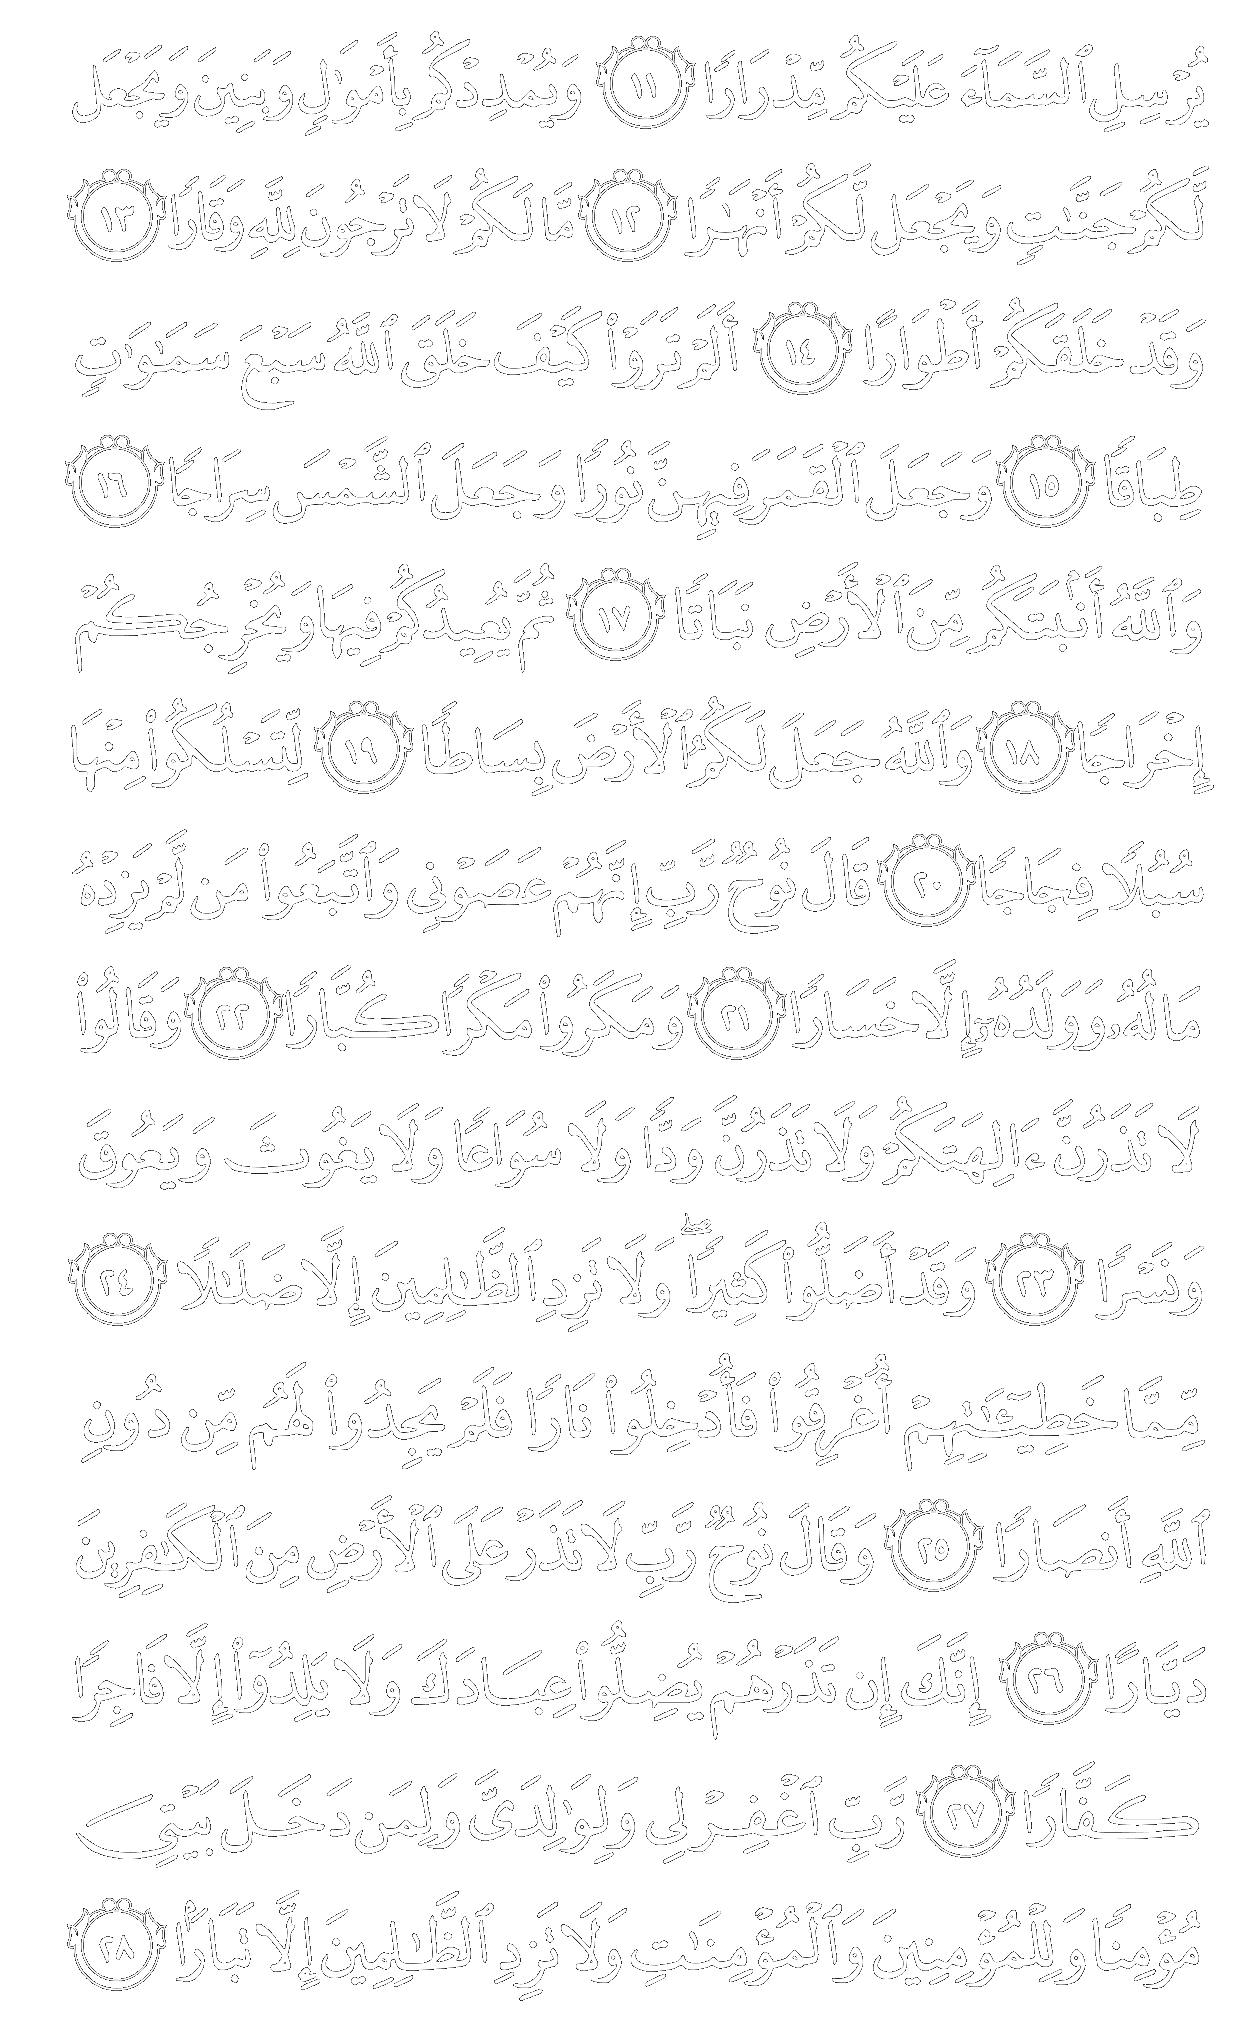 يُرْسِلِ ٱلسَّمَآءَ عَلَيْكُم مِّدْرَارًا ١١ وَيُمْدِدْكُم بِأَمْوَٰلٍ وَبَنِينَ وَيَجْعَل
لَّكُمْ جَنَّٰتٍ وَيَجْعَل لَّكُمْ أَنْهَٰرًا ١٢ مَّا لَكُمْ لَا تَرْجُونَ لِلَّهِ وَقَارًا ١٣
وَقَدْ خَلَقَكُمْ أَطْوَارًا ١٤ أَلَمْ تَرَوْا۟ كَيْفَ خَلَقَ ٱللَّهُ سَبْعَ سَمَٰوَٰتٍ
طِبَاقًا ١٥ وَجَعَلَ ٱلْقَمَرَ فِيهِنَّ نُورًا وَجَعَلَ ٱلشَّمْسَ سِرَاجًا ١٦
وَٱللَّهُ أَنۢبَتَكُم مِّنَ ٱلْأَرْضِ نَبَاتًا ١٧ ثُمَّ يُعِيدُكُمْ فِيهَا وَيُخْرِجُكُمْ
إِخْرَاجًا ١٨ وَٱللَّهُ جَعَلَ لَكُمُ ٱلْأَرْضَ بِسَاطًا ١٩ لِّتَسْلُكُوا۟ مِنْهَا
سُبُلًا فِجَاجًا ٢٠ قَالَ نُوحٌ رَّبِّ إِنَّهُمْ عَصَوْنِى وَٱتَّبَعُوا۟ مَن لَّمْ يَزِدْهُ
مَالُهُۥ وَوَلَدُهُۥٓ إِلَّا خَسَارًا ٢١ وَمَكَرُوا۟ مَكْرًا كُبَّارًا ٢٢ وَقَالُوا۟
لَا تَذَرُنَّ ءَالِهَتَكُمْ وَلَا تَذَرُنَّ وَدًّا وَلَا سُوَاعًا وَلَا يَغُوثَ وَيَعُوقَ
وَنَسْرًا ٢٣ وَقَدْ أَضَلُّوا۟ كَثِيرًا ۖ وَلَا تَزِدِ ٱلظَّٰلِمِينَ إِلَّا ضَلَٰلًا ٢٤
مِّمَّا خَطِيٓـَٰٔتِهِمْ أُغْرِقُوا۟ فَأُدْخِلُوا۟ نَارًا فَلَمْ يَجِدُوا۟ لَهُم مِّن دُونِ
ٱللَّهِ أَنصَارًا ٢٥ وَقَالَ نُوحٌ رَّبِّ لَا تَذَرْ عَلَى ٱلْأَرْضِ مِنَ ٱلْكَٰفِرِينَ
دَيَّارًا ٢٦ إِنَّكَ إِن تَذَرْهُمْ يُضِلُّوا۟ عِبَادَكَ وَلَا يَلِدُوٓا۟ إِلَّا فَاجِرًا
كَفَّارًا ٢٧ رَّبِّ ٱغْفِرْ لِى وَلِوَٰلِدَىَّ وَلِمَن دَخَلَ بَيْتِىَ
مُؤْمِنًا وَلِلْمُؤْمِنِينَ وَٱلْمُؤْمِنَٰتِ وَلَا تَزِدِ ٱلظَّٰلِمِينَ إِلَّا تَبَارًۢا ٢٨